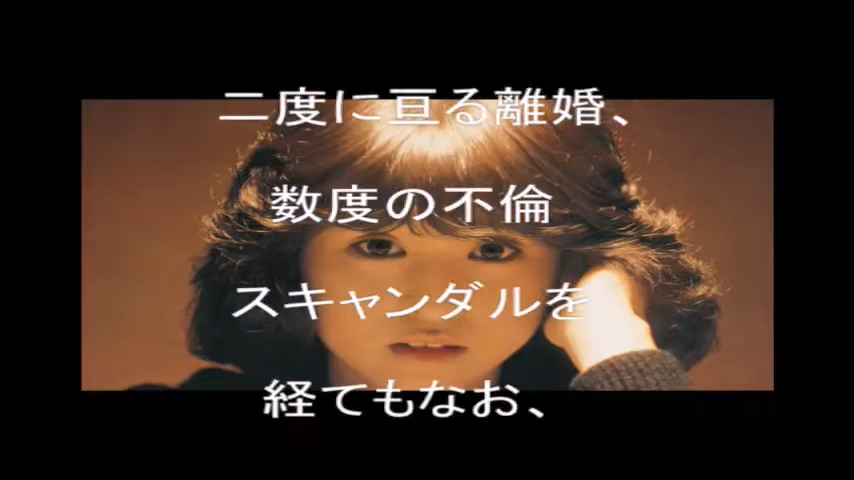 二度に亘る離婚、
数度の不倫
スキャンダルを
経てもなお、